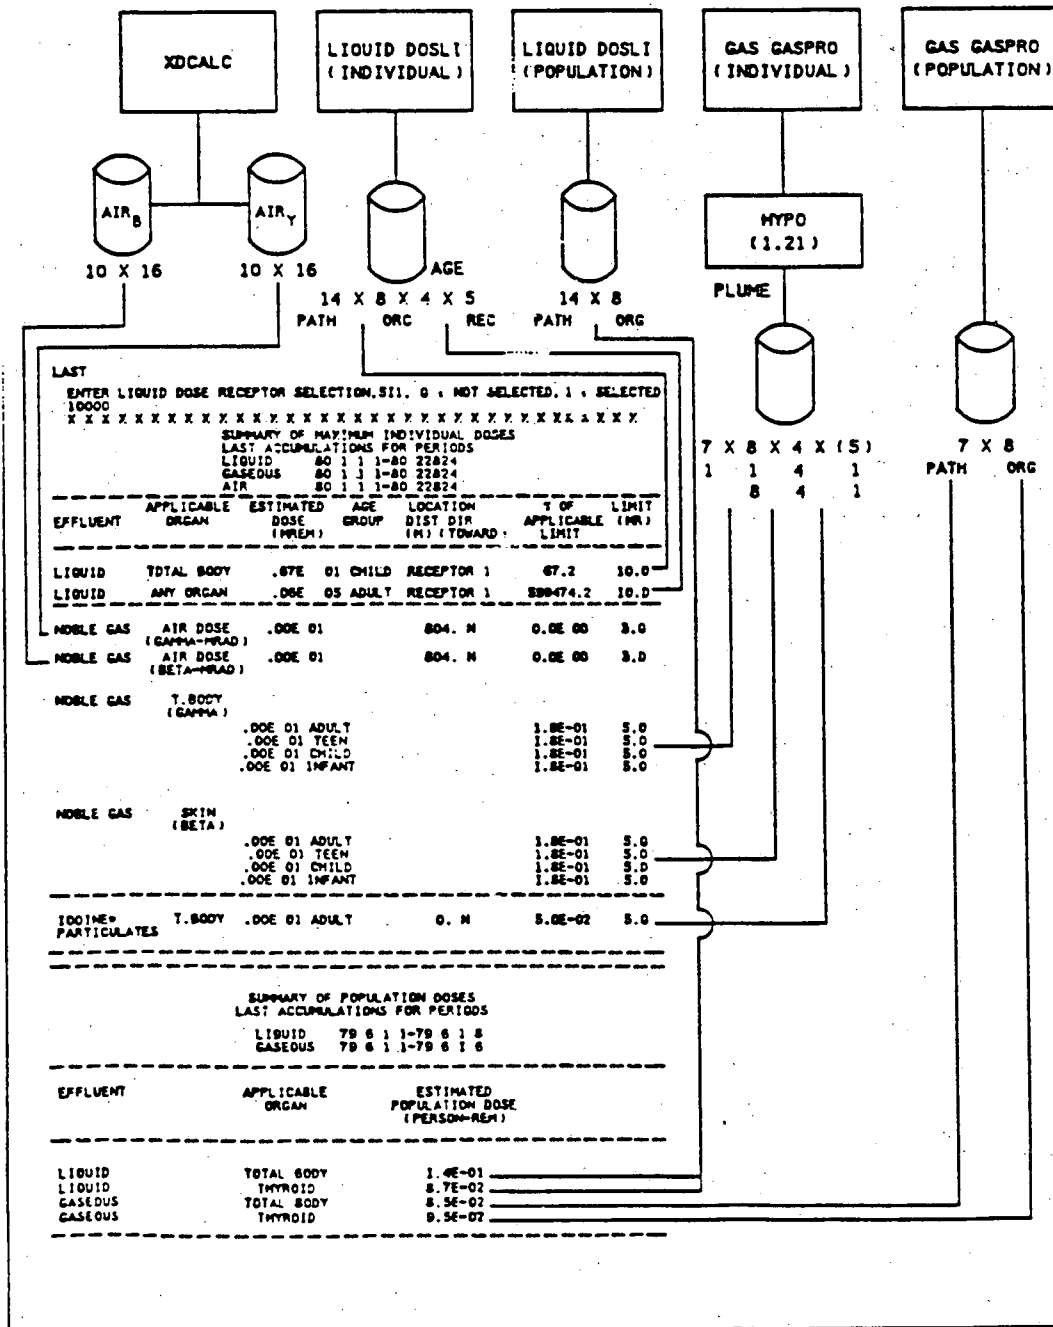 XDCALC
LIQUID DOSLI
(INDIVIDUAL)
LIQUID DOSLI
(POPULATION)
GAS GASPRO
(INDIVIDUAL)
GAS GASPRO
(POPULATION)
AIR B
AIR Y
HYPO
(1.21)
10 X 16
10 X 16
AGE
14 X 8 X 4 X 5
PATH ORG REC
14 X 8
PATH ORG
PLUME
7 X 8 X 4 X (5)
1 1 4 1
8 4 1
7 X 8
PATH ORG
LAST
ENTER LIQUID DOSE RECEPTOR SELECTION,5I1, 0 : NOT SELECTED, 1 : SELECTED
10000
SUMMARY OF MAXIMUM INDIVIDUAL DOSES
LAST ACCUMULATIONS FOR PERIODS
LIQUID 80 1 1 1-80 22824
GASEOUS 80 1 1 1-80 22824
AIR 80 1 1 1-80 22824
EFFLUENT APPLICABLE ORGAN ESTIMATED DOSE (MREM) AGE GROUP LOCATION DIST DIR (M) (TOWARD) APPLICABLE LIMIT LIMIT (MR)
LIQUID TOTAL BODY .67E 01 CHILD RECEPTOR 1 67.2 10.0
LIQUID ANY ORGAN ADULT RECEPTOR 1 10.0
NOBLE GAS AIR DOSE .00E 01 804. M 0.0E 00 3.0
(GAMMA-MRAD)
NOBLE GAS AIR DOSE .00E 01 804. M 0.0E 00 3.0
(BETA-MRAD)
NOBLE GAS T.BODY
(GAMMA)
.00E 01 ADULT 1.8E-01 5.0
.00E 01 TEEN 1.8E-01 5.0
.00E 01 CHILD 1.8E-01 5.0
.00E 01 INFANT 1.8E-01 5.0
NOBLE GAS SKIN
(BETA)
.00E 01 ADULT 1.8E-01 5.0
.00E 01 TEEN 1.8E-01 5.0
.00E 01 CHILD 1.8E-01 5.0
.00E 01 INFANT 1.8E-01 5.0
IODINE+ T.BODY .00E 01 ADULT 0. M 5.0E-02 5.0
PARTICULATES
SUMMARY OF POPULATION DOSES
LAST ACCUMULATIONS FOR PERIODS
LIQUID 79 6 1 1-79 6 1 8
GASEOUS 79 6 1 1-79 6 1 6
EFFLUENT APPLICABLE ORGAN ESTIMATED POPULATION DOSE (PERSON-REM)
LIQUID TOTAL BODY 1.4E-01
LIQUID THYROID 8.7E-02
GASEOUS TOTAL BODY 8.5E-02
GASEOUS THYROID 9.5E-02